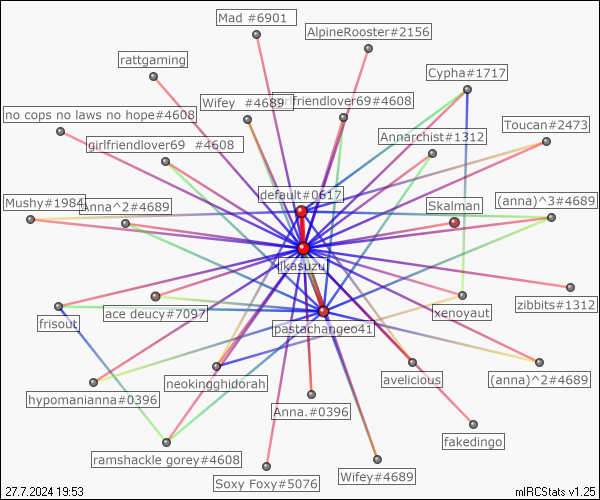 Mad #6901
AlpineRooster#2156
rattgaming
Cypha#1717
Wifey  #4689
girlfriendlover69#4608
no cops no laws no hope#4608
Toucan#2473
Annarchist#1312
girlfriendlover69  #4608
default#0617
Mushy#1984
Anna^2#4689
Skalman
(anna)^3#4689
jkasuzu
zibbits#1312
frisout
ace deucy#7097
xenoyaut
pastachangeo41
neokingghidorah
avelicious
(anna)^2#4689
hypomanianna#0396
Anna.#0396
fakedingo
ramshackle gorey#4608
Wifey#4689
Soxy Foxy#5076
27.7.2024 19:53
mIRCStats v1.25